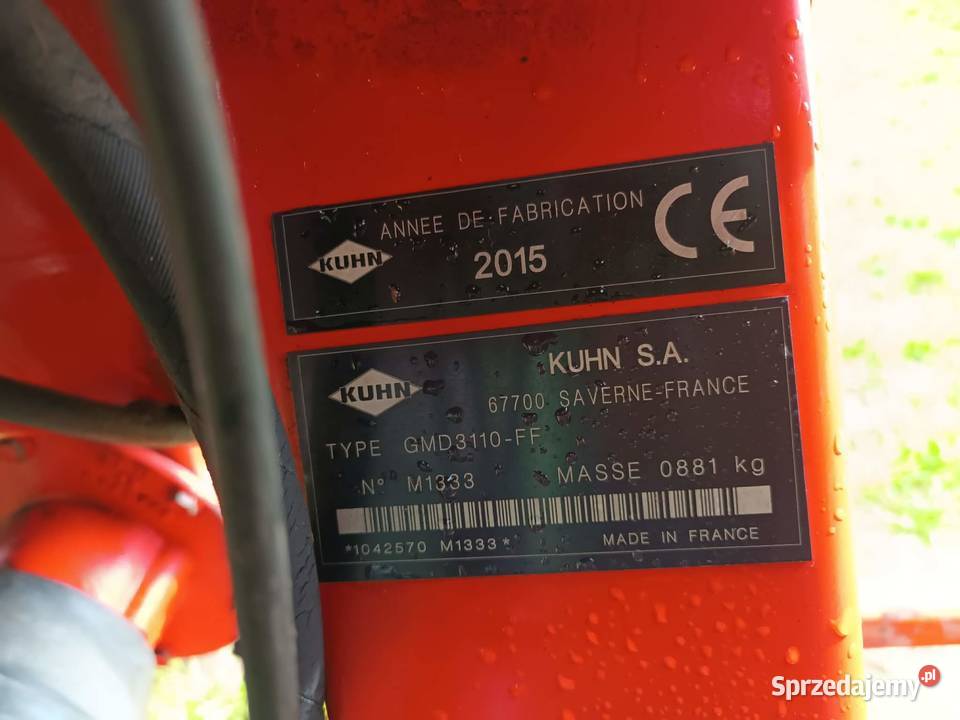 ANNEE DE FABRICATION
KUHN
2015
CE
KUHN
KUHN S.A.
67700 SAVERNE-FRANCE
TYPE GMD3110-FF
N° M1333 MASSE 0881 kg
*1042570 M1333* MADE IN FRANCE
Sprzedajemy.pl